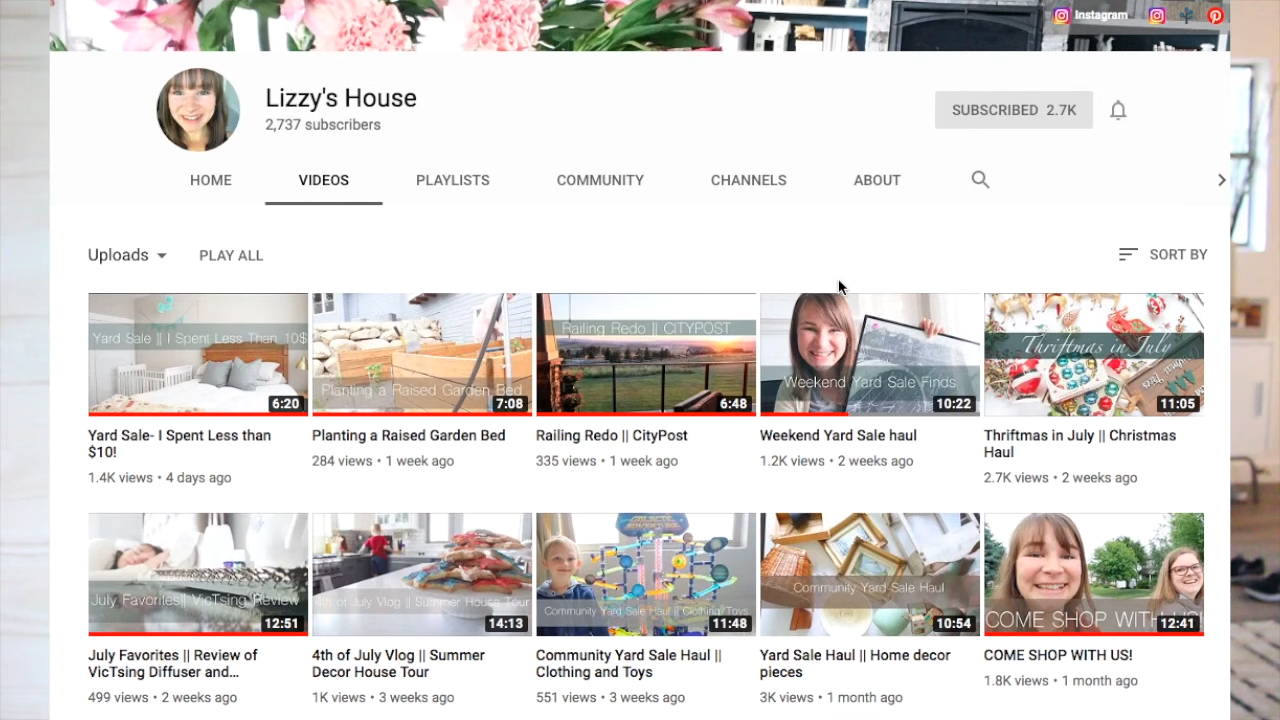 Instagram
Lizzy's House
2,737 subscribers
SUBSCRIBED 2.7K
HOME VIDEOS PLAYLISTS COMMUNITY CHANNELS ABOUT
Uploads PLAY ALL SORT BY
Yard Sale || I Spent Less Than 10$
6:20
Planting a Raised Garden Bed
7:08
Railing Redo || CITYPOST
6:48
Weekend Yard Sale Finds
10:22
Thriftmas in July
11:05
Yard Sale- I Spent Less than
$10!
1.4K views • 4 days ago
Planting a Raised Garden Bed
284 views • 1 week ago
Railing Redo || CityPost
335 views • 1 week ago
Weekend Yard Sale haul
1.2K views • 2 weeks ago
Thriftmas in July || Christmas
Haul
2.7K views • 2 weeks ago
July Favorites|| VicTsing Review
12:51
4th of July Vlog || Summer House Tour
14:13
GALACTIC
ADVENTURE
Community Yard Sale Haul || Clothing/Toys
11:48
Community Yard Sale Haul
10:54
COME SHOP WITH US!
12:41
July Favorites || Review of
VicTsing Diffuser and...
499 views • 2 weeks ago
4th of July Vlog || Summer
Decor House Tour
1K views • 3 weeks ago
Community Yard Sale Haul ||
Clothing and Toys
551 views • 3 weeks ago
Yard Sale Haul || Home decor
pieces
3K views • 1 month ago
COME SHOP WITH US!
1.8K views • 1 month ago